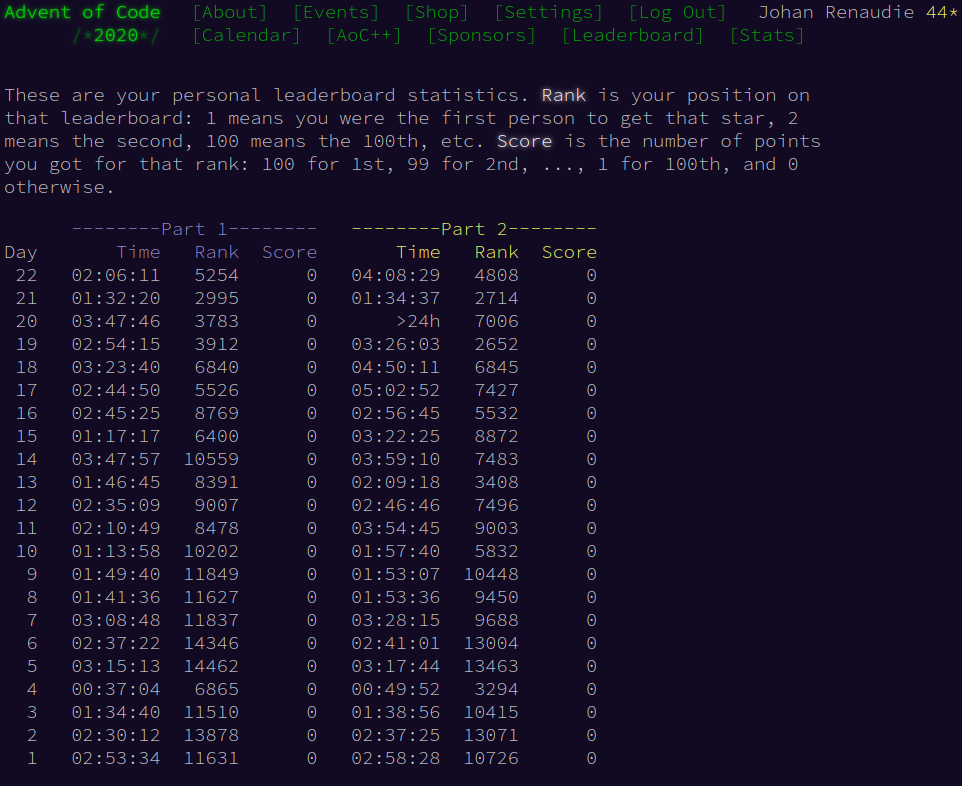 Advent of Code [About] [Events] [Shop] [Settings] [Log Out] Johan Renaudie 44*
/*2020*/ [Calendar] [AoC++] [Sponsors] [Leaderboard] [Stats]
These are your personal leaderboard statistics. Rank is your position on
that leaderboard: 1 means you were the first person to get that star, 2
means the second, 100 means the 100th, etc. Score is the number of points
you got for that rank: 100 for 1st, 99 for 2nd, ..., 1 for 100th, and 0
otherwise.
--------Part 1-------- --------Part 2--------
Day Time Rank Score Time Rank Score
22 02:06:11 5254 0 04:08:29 4808 0
21 01:32:20 2995 0 01:34:37 2714 0
20 03:47:46 3783 0 >24h 7006 0
19 02:54:15 3912 0 03:26:03 2652 0
18 03:23:40 6840 0 04:50:11 6845 0
17 02:44:50 5526 0 05:02:52 7427 0
16 02:45:25 8769 0 02:56:45 5532 0
15 01:17:17 6400 0 03:22:25 8872 0
14 03:47:57 10559 0 03:59:10 7483 0
13 01:46:45 8391 0 02:09:18 3408 0
12 02:35:09 9007 0 02:46:46 7496 0
11 02:10:49 8478 0 03:54:45 9003 0
10 01:13:58 10202 0 01:57:40 5832 0
9 01:49:40 11849 0 01:53:07 10448 0
8 01:41:36 11627 0 01:53:36 9450 0
7 03:08:48 11837 0 03:28:15 9688 0
6 02:37:22 14346 0 02:41:01 13004 0
5 03:15:13 14462 0 03:17:44 13463 0
4 00:37:04 6865 0 00:49:52 3294 0
3 01:34:40 11510 0 01:38:56 10415 0
2 02:30:12 13878 0 02:37:25 13071 0
1 02:53:34 11631 0 02:58:28 10726 0